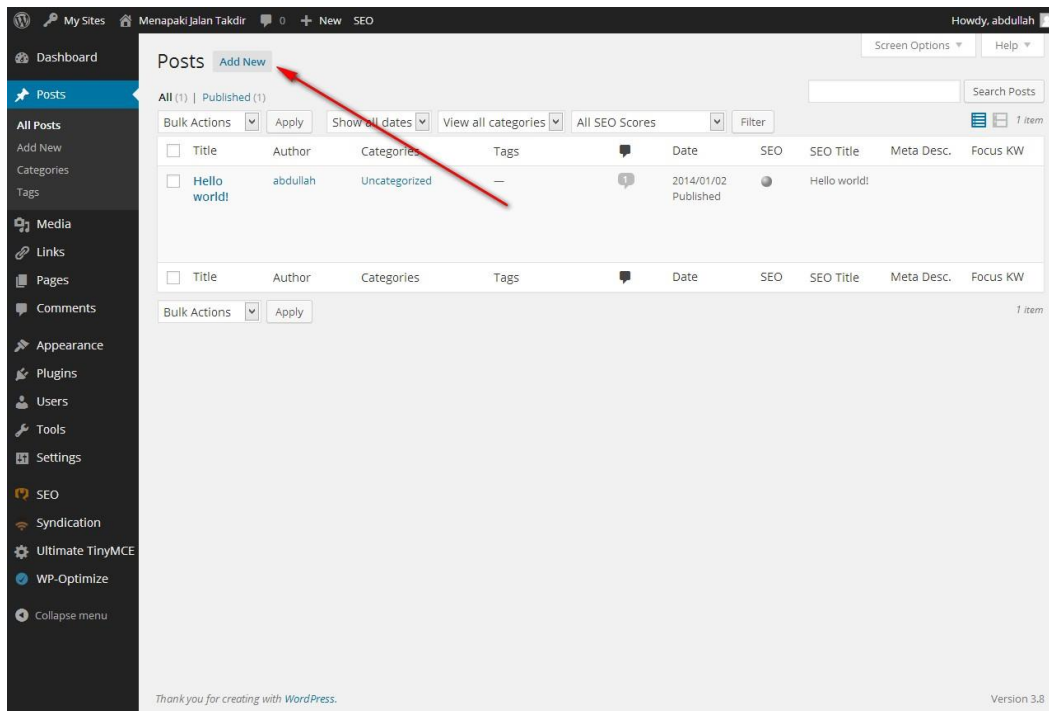 My Sites Menapaki Jalan Takdir 0 + New SEO Howdy, abdullah
Dashboard
Posts
All Posts
Add New
Categories
Tags
Media
Links
Pages
Comments
Appearance
Plugins
Users
Tools
Settings
SEO
Syndication
Ultimate TinyMCE
WP-Optimize
Collapse menu
Screen Options Help
Posts Add New
All (1) | Published (1) Search Posts
Bulk Actions Apply Show all dates View all categories All SEO Scores Filter 1 item
Title Author Categories Tags Date SEO SEO Title Meta Desc. Focus KW
Hello abdullah Uncategorized — 1 2014/01/02 Hello world!
world! Published
Title Author Categories Tags Date SEO SEO Title Meta Desc. Focus KW
Bulk Actions Apply 1 item
Thank you for creating with WordPress. Version 3.8